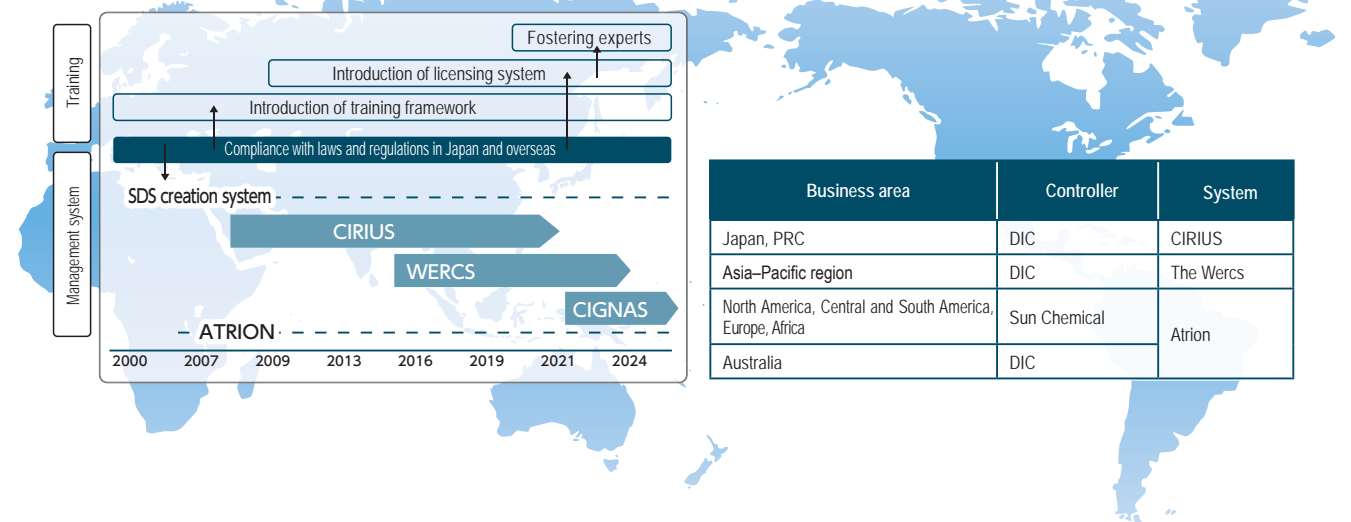 Training
Fostering experts
Introduction of licensing system
Introduction of training framework
Compliance with laws and regulations in Japan and overseas
Management system
SDS creation system
CIRIUS
WERCS
CIGNAS
ATRION
2000 2007 2009 2013 2016 2019 2021 2024
Business area Controller System
Japan, PRC DIC CIRIUS
Asia–Pacific region DIC The Wercs
North America, Central and South America,
Europe, Africa
Sun Chemical
Atrion
Australia DIC